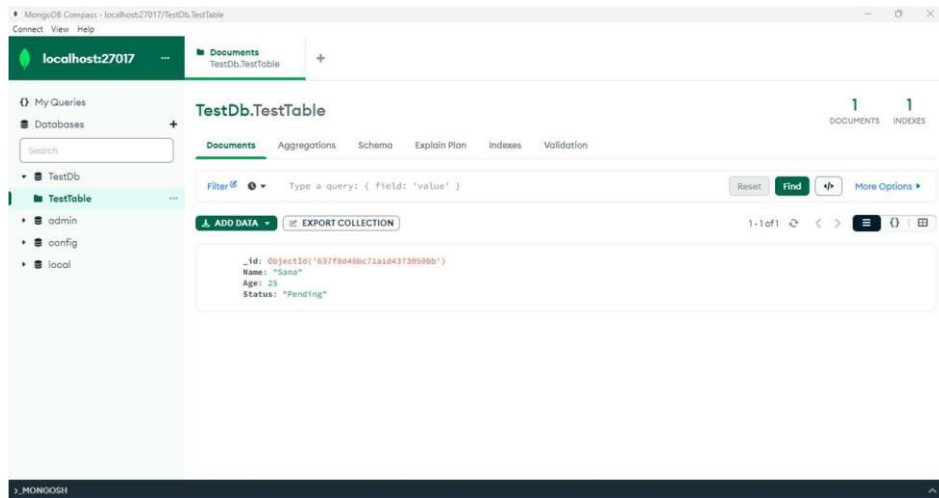 MongoDB Compass - localhost:27017/TestDb.TestTable
Connect View Help
localhost:27017 ...
Documents
TestDb.TestTable
+
{} My Queries
Databases +
Search
TestDb
TestTable ...
admin
config
local
TestDb.TestTable
1 DOCUMENTS
1 INDEXES
Documents Aggregations Schema Explain Plan Indexes Validation
Filter Type a query: { field: 'value' } Reset Find </> More Options
ADD DATA EXPORT COLLECTION 1-1 of 1 < > {}
_id: ObjectId('637f8d48bc71a1d4373050bb')
Name: "Sana"
Age: 25
Status: "Pending"
>_MONGOSH